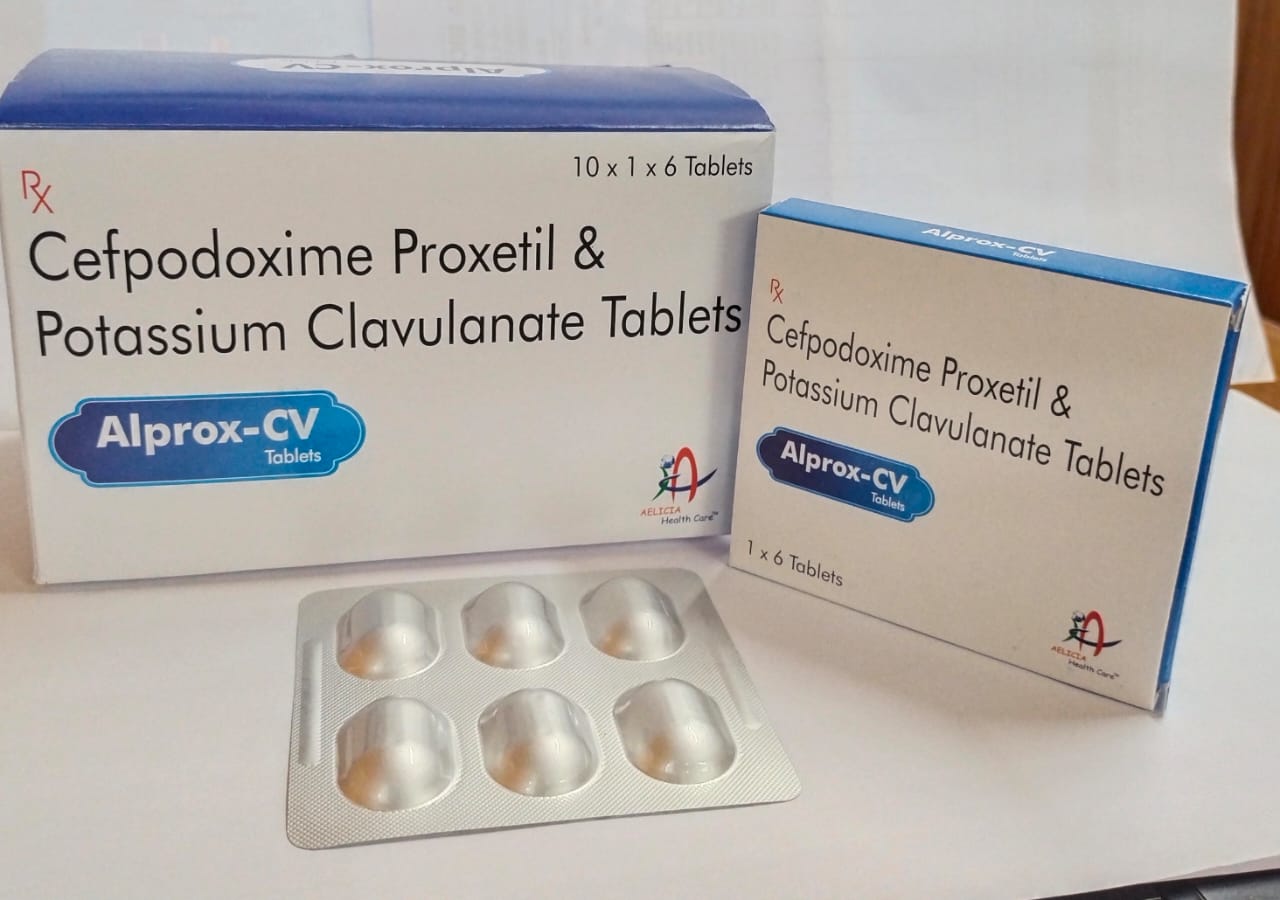 Alprox-CV
10 x 1 x 6 Tablets
Rx
Cefpodoxime Proxetil &
Potassium Clavulanate Tablets
Alprox-CV
Tablets
AELICIA
Health Care™
Alprox-CV
Tablets
Rx
Cefpodoxime Proxetil &
Potassium Clavulanate Tablets
Alprox-CV
Tablets
1 x 6 Tablets
AELICIA
Health Care™